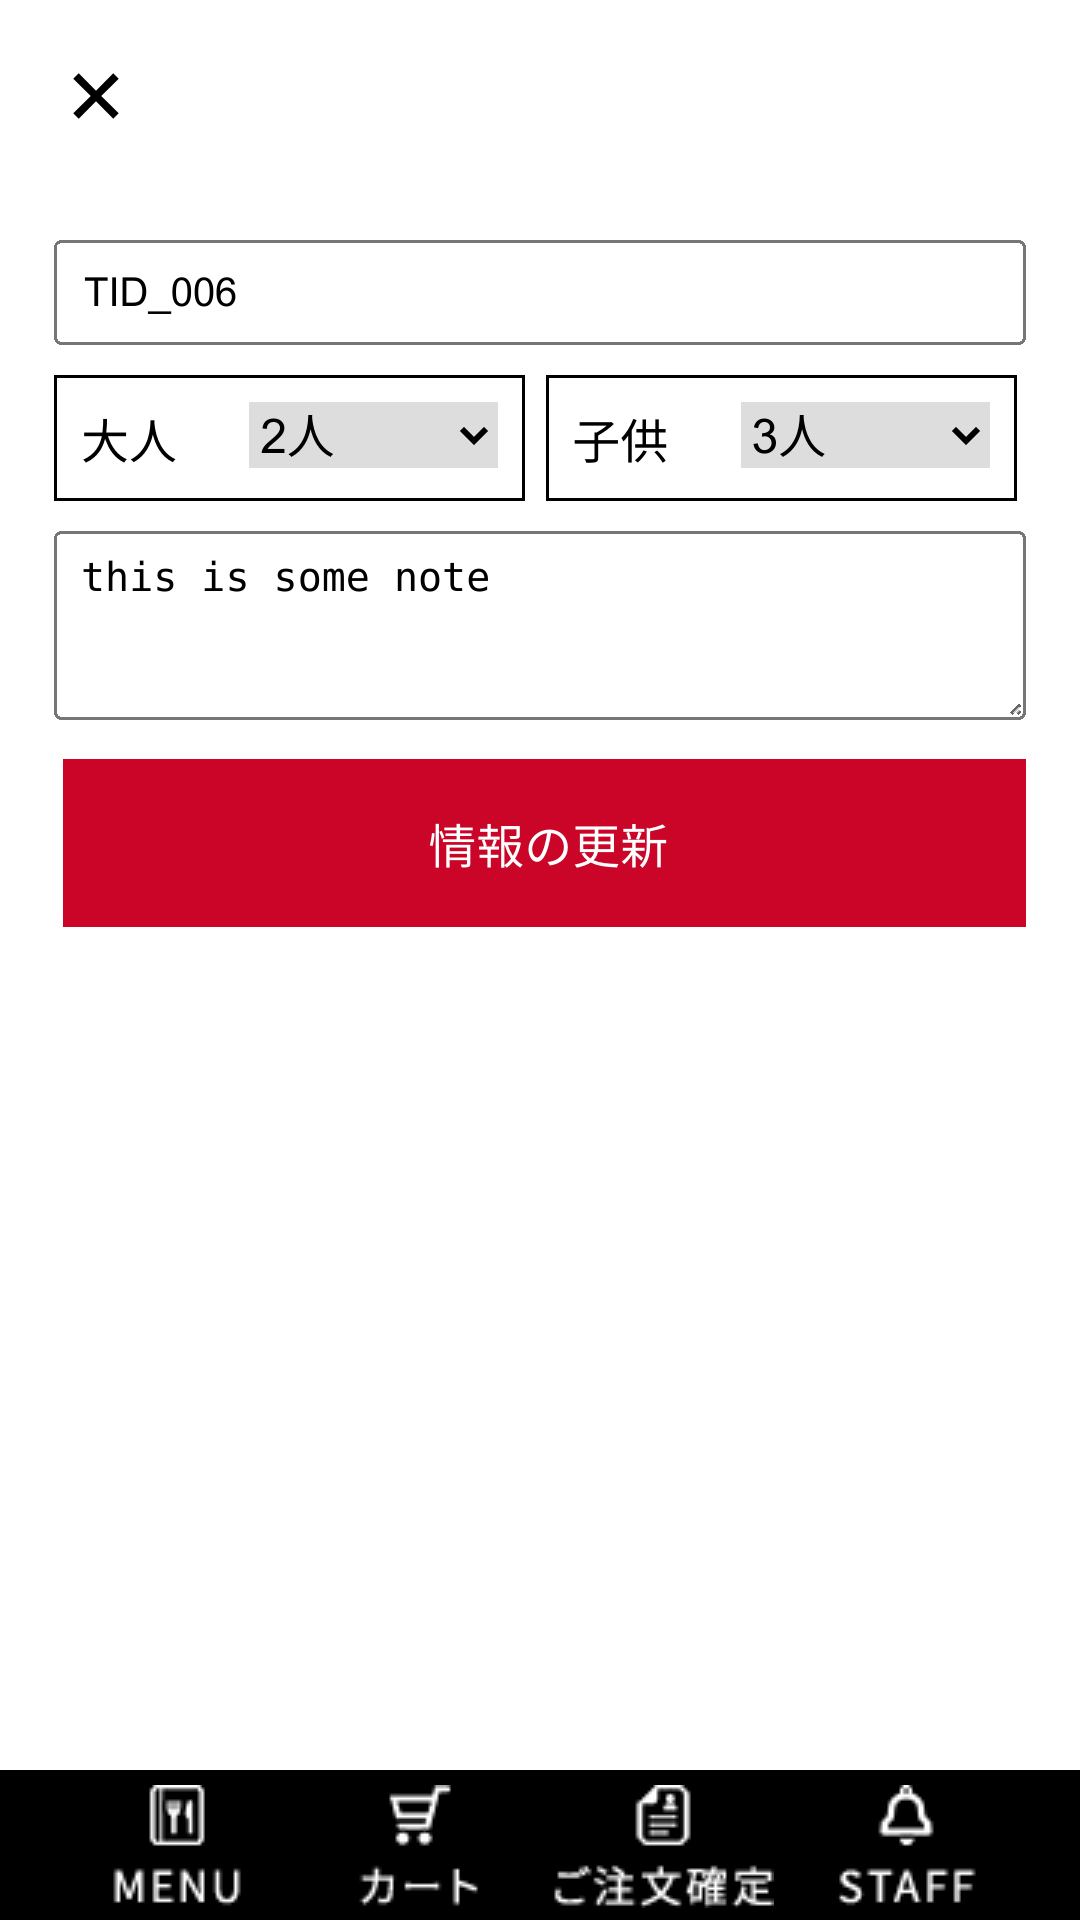 TID_006
大人 2人 子供 3人
this is some note
情報の更新
MENU カート ご注文確定 STAFF